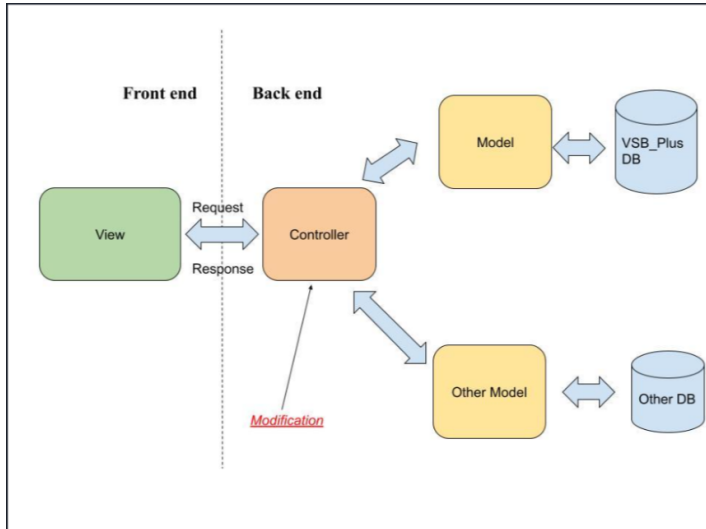 Front end
Back end
Model
VSB_Plus
DB
Request
View
Controller
Response
Other Model
Other DB
Modification